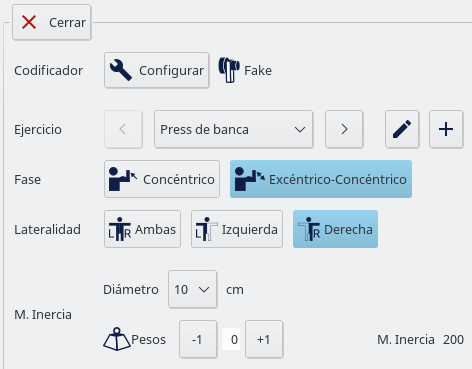 Cerrar
Codificador Configurar Fake
Ejercicio Press de banca
Fase Concéntrico Excéntrico-Concéntrico
Lateralidad L R Ambas L Izquierda R Derecha
Diámetro 10 cm
M. Inercia
Pesos -1 0 +1 M. Inercia 200